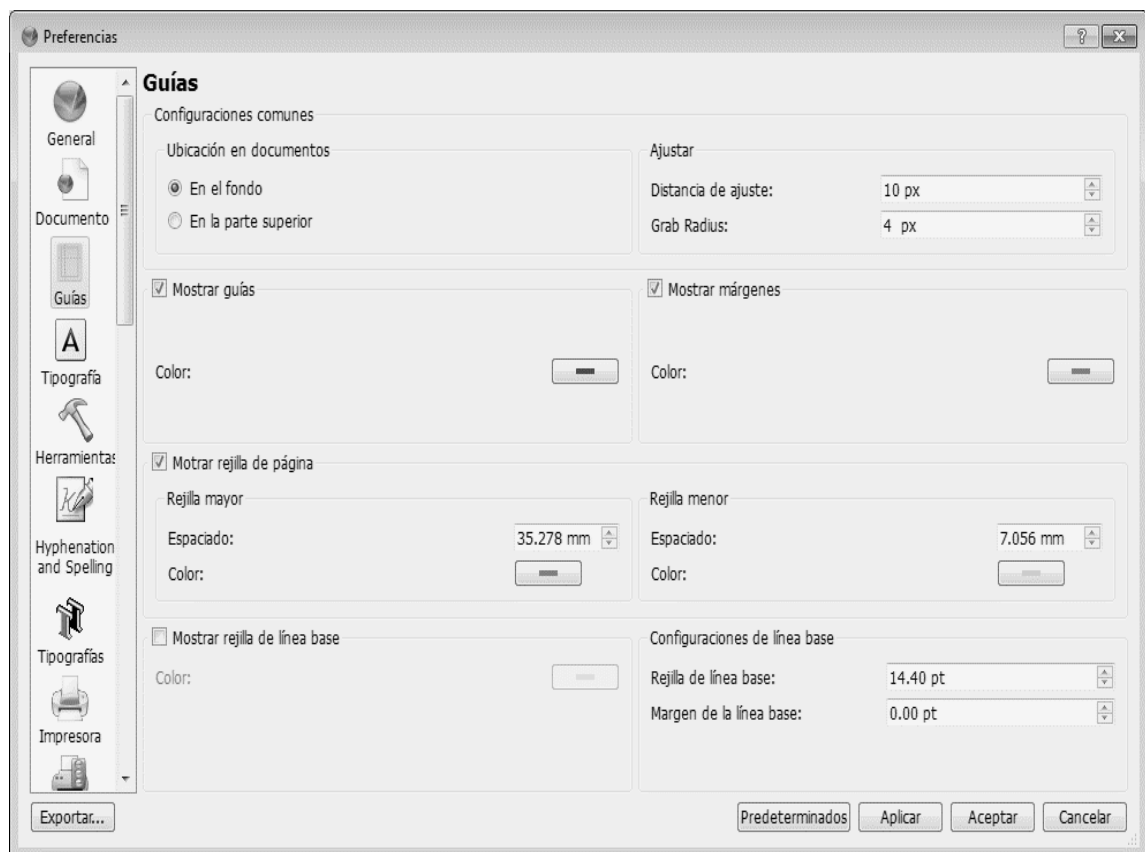 Preferencias
?
General
Documento
Guías
A
Tipografía
Herramientas
Hyphenation
and Spelling
Tipografías
Impresora
Exportar...
Guías
Configuraciones comunes
Ubicación en documentos
En el fondo
En la parte superior
Ajustar
Distancia de ajuste: 10 px
Grab Radius: 4 px
Mostrar guías
Color:
Mostrar márgenes
Color:
Motrar rejilla de página
Rejilla mayor
Espaciado: 35.278 mm
Color:
Rejilla menor
Espaciado: 7.056 mm
Color:
Mostrar rejilla de línea base
Color:
Configuraciones de línea base
Rejilla de línea base: 14.40 pt
Margen de la línea base: 0.00 pt
Predeterminados
Aplicar
Aceptar
Cancelar